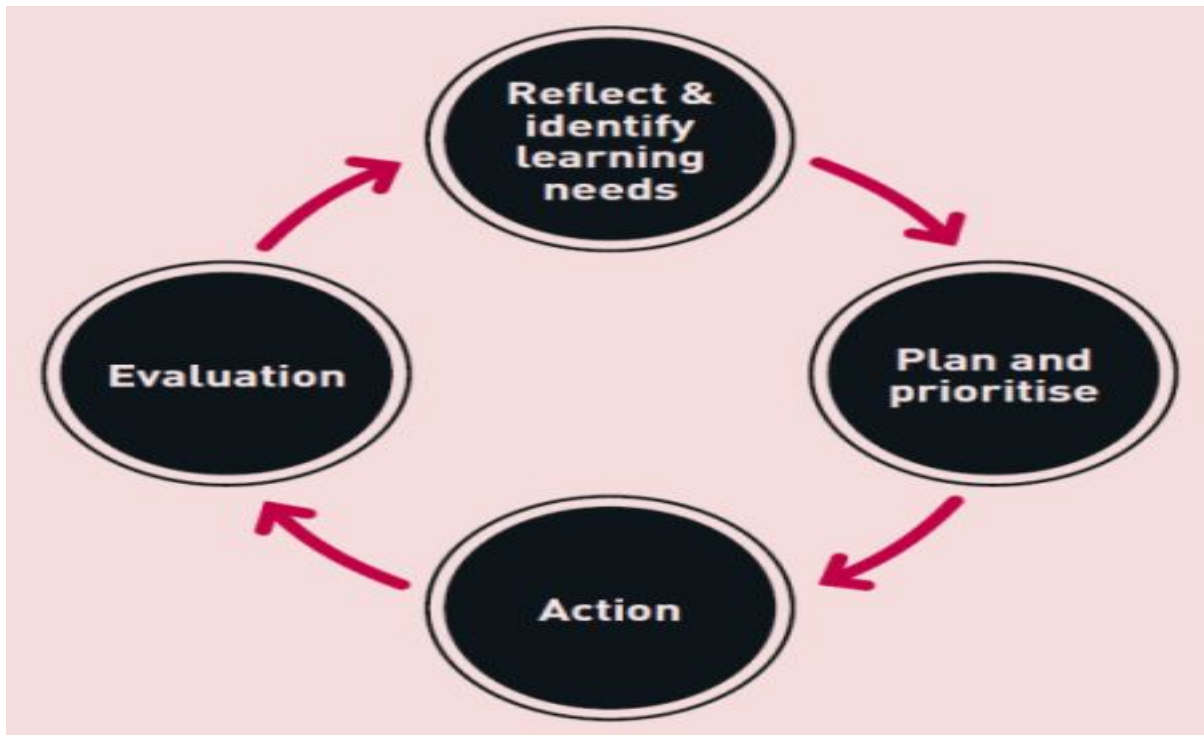 Reflect &
identify
learning
needs
Plan and
prioritise
Action
Evaluation